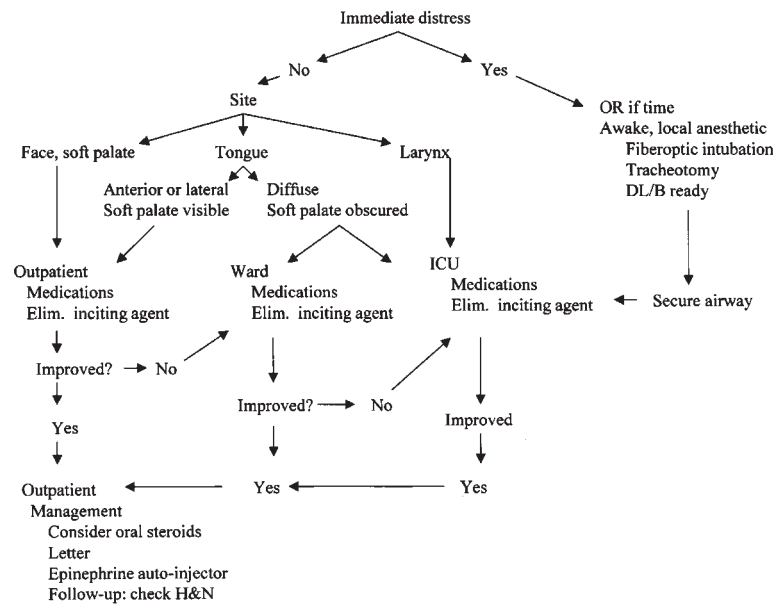 Immediate distress
No
Yes
Site
OR if time
Awake, local anesthetic
Fiberoptic intubation
Tracheotomy
DL/B ready
Face, soft palate
Tongue
Larynx
Anterior or lateral
Soft palate visible
Diffuse
Soft palate obscured
Outpatient
Medications
Elim. inciting agent
Ward
Medications
Elim. inciting agent
ICU
Medications
Elim. inciting agent
Secure airway
Improved?
No
Improved?
No
Improved
Yes
Yes
Yes
Outpatient
Management
Consider oral steroids
Letter
Epinephrine auto-injector
Follow-up: check H&N